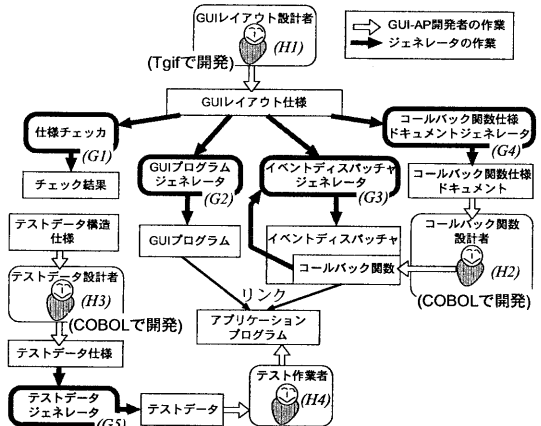 GUIレイアウト設計者
(H1)
(Tgifで開発)
GUI-AP開発者の作業
ジェネレータの作業
GUIレイアウト仕様
仕様チェッカ
(G1)
チェック結果
GUIプログラム
ジェネレータ
(G2)
GUIプログラム
イベントディスパッチャ
ジェネレータ
(G3)
イベントディスパッチャ
コールバック関数
コールバック関数仕様
ドキュメントジェネレータ
(G4)
コールバック関数仕様
ドキュメント
コールバック関数
設計者
(H2)
(COBOLで開発)
テストデータ構造
仕様
テストデータ設計者
(H3)
(COBOLで開発)
テストデータ仕様
テストデータ
ジェネレータ
(G5)
テストデータ
リンク
アプリケーション
プログラム
テスト作業者
(H4)